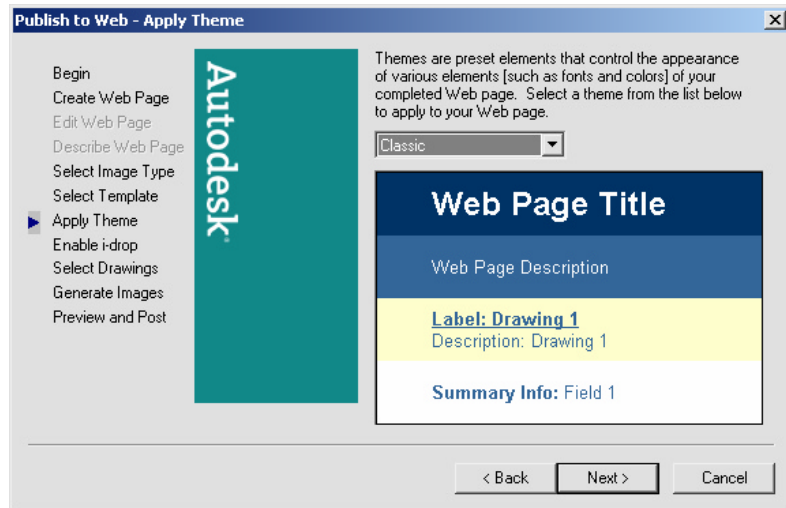 Publish to Web - Apply Theme
Begin
Create Web Page
Edit Web Page
Describe Web Page
Select Image Type
Select Template
Apply Theme
Enable i-drop
Select Drawings
Generate Images
Preview and Post
Autodesk
Themes are preset elements that control the appearance
of various elements [such as fonts and colors] of your
completed Web page. Select a theme from the list below
to apply to your Web page.
Classic
Web Page Title
Web Page Description
Label: Drawing 1
Description: Drawing 1
Summary Info: Field 1
< Back
Next >
Cancel